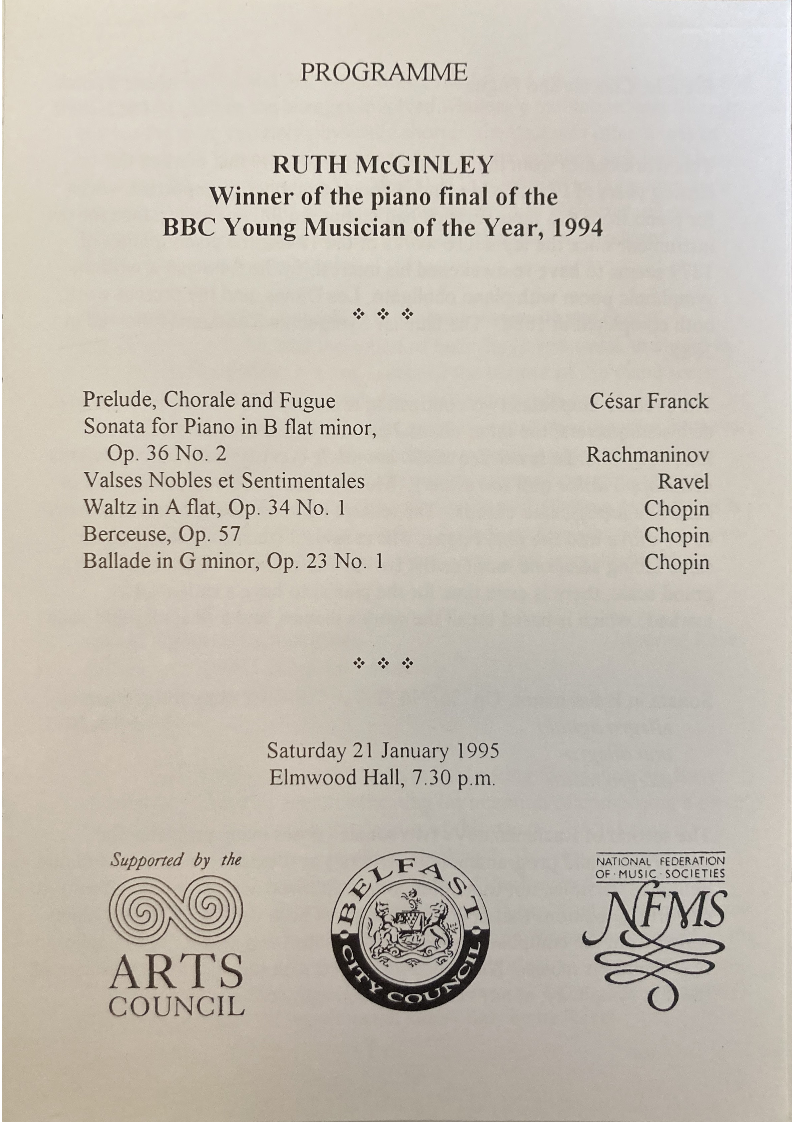 PROGRAMME
RUTH McGINLEY
Winner of the piano final of the
BBC Young Musician of the Year, 1994
Prelude, Chorale and Fugue César Franck
Sonata for Piano in B flat minor,
Op. 36 No. 2 Rachmaninov
Valses Nobles et Sentimentales Ravel
Waltz in A flat, Op. 34 No. 1 Chopin
Berceuse, Op. 57 Chopin
Ballade in G minor, Op. 23 No. 1 Chopin
Saturday 21 January 1995
Elmwood Hall, 7.30 p.m.
Supported by the
ARTS
COUNCIL
BELFAST
CITY COUNCIL
NATIONAL FEDERATION
OF · MUSIC · SOCIETIES
NFMS